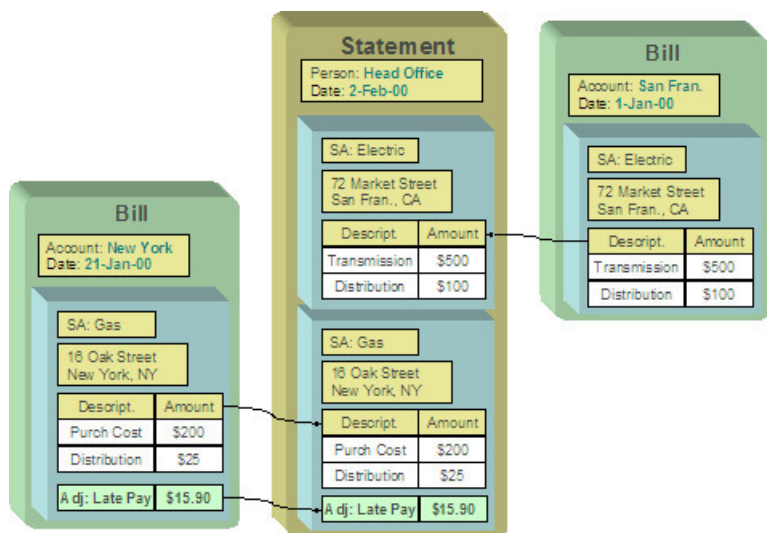 Bill
Account: New York
Date: 21-Jan-00
SA: Gas
16 Oak Street
New York, NY
Descript. Amount
Purch Cost $200
Distribution $25
Adj: Late Pay $15.90
Statement
Person: Head Office
Date: 2-Feb-00
SA: Electric
72 Market Street
San Fran., CA
Descript. Amount
Transmission $500
Distribution $100
SA: Gas
16 Oak Street
New York, NY
Descript. Amount
Purch Cost $200
Distribution $25
Adj: Late Pay $15.90
Bill
Account: San Fran.
Date: 1-Jan-00
SA: Electric
72 Market Street
San Fran., CA
Descript. Amount
Transmission $500
Distribution $100